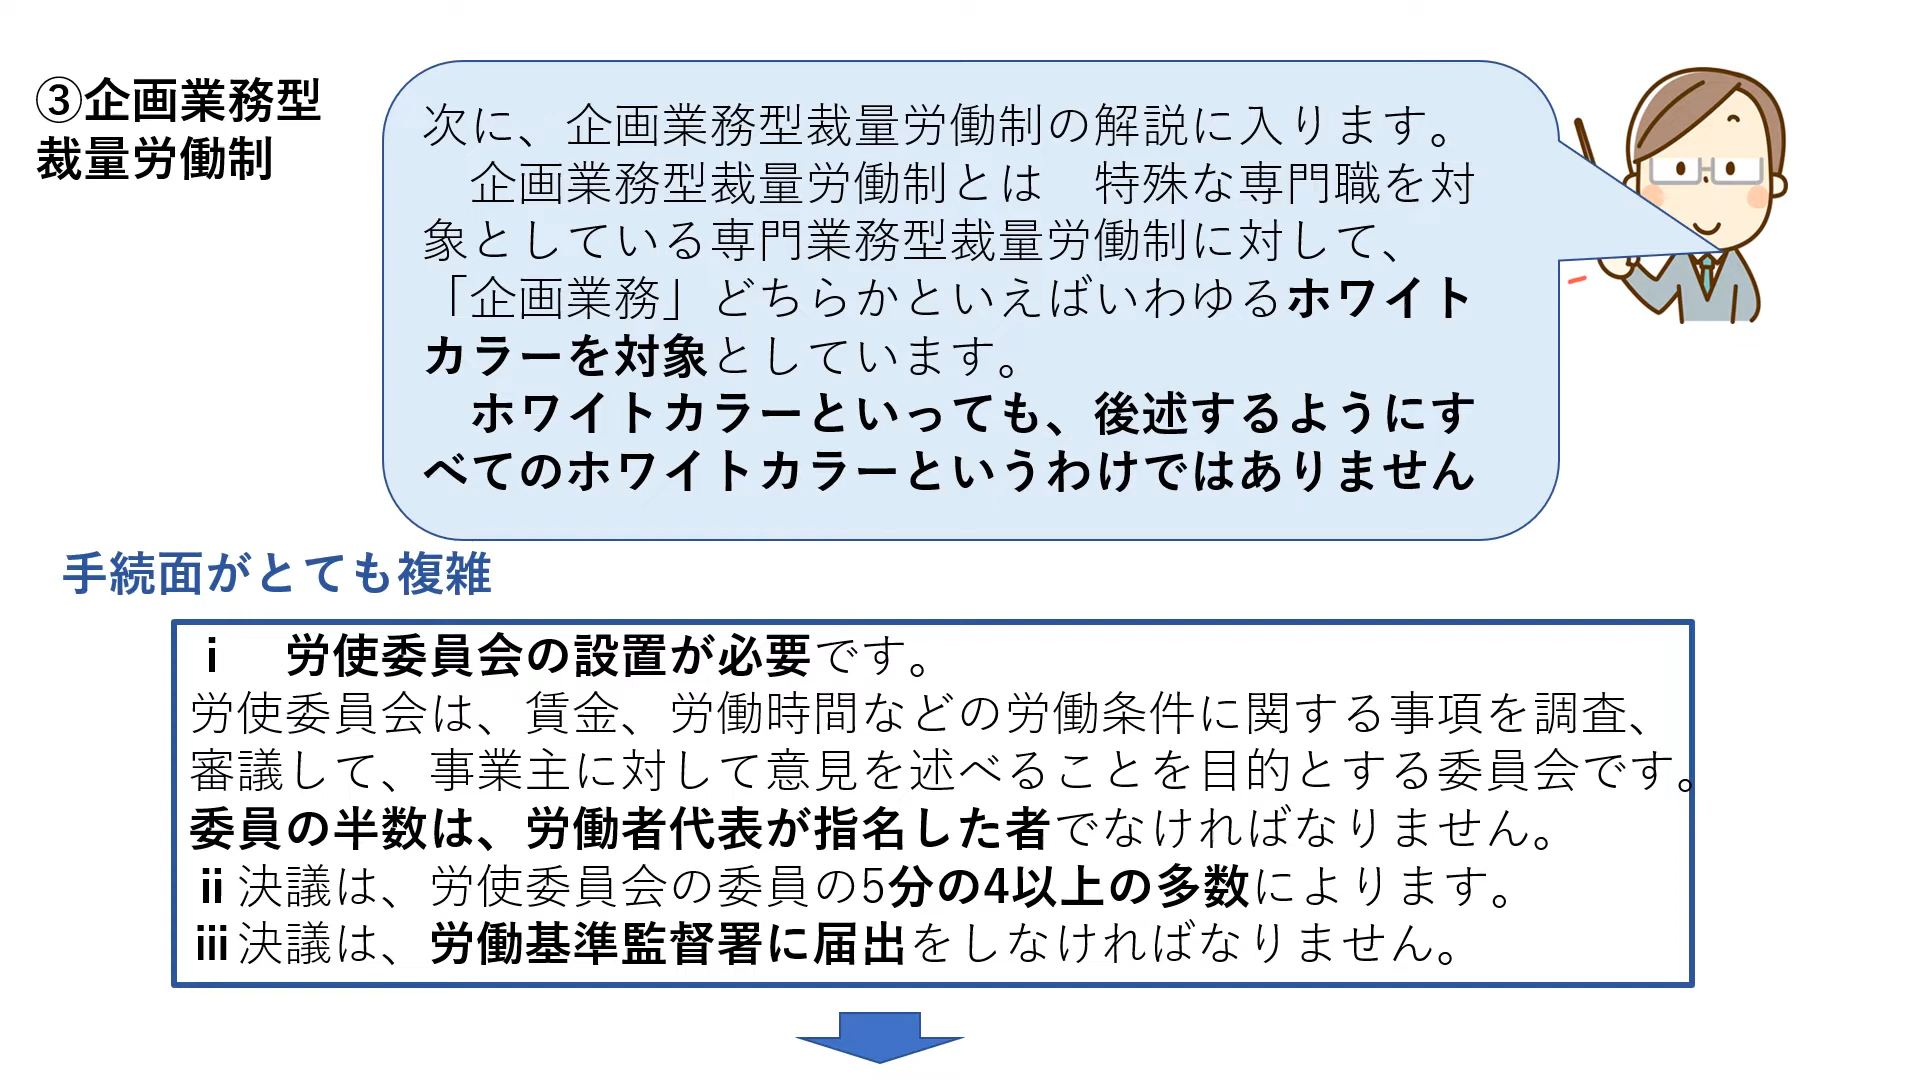 ③企画業務型
裁量労働制
次に、企画業務型裁量労働制の解説に入ります。
　企画業務型裁量労働制とは　特殊な専門職を対
象としている専門業務型裁量労働制に対して、
「企画業務」どちらかといえばいわゆるホワイト
カラーを対象としています。
　ホワイトカラーといっても、後述するようにす
べてのホワイトカラーというわけではありません
手続面がとても複雑
ⅰ　労使委員会の設置が必要です。
労使委員会は、賃金、労働時間などの労働条件に関する事項を調査、
審議して、事業主に対して意見を述べることを目的とする委員会です。
委員の半数は、労働者代表が指名した者でなければなりません。
ⅱ決議は、労使委員会の委員の5分の4以上の多数によります。
ⅲ決議は、労働基準監督署に届出をしなければなりません。